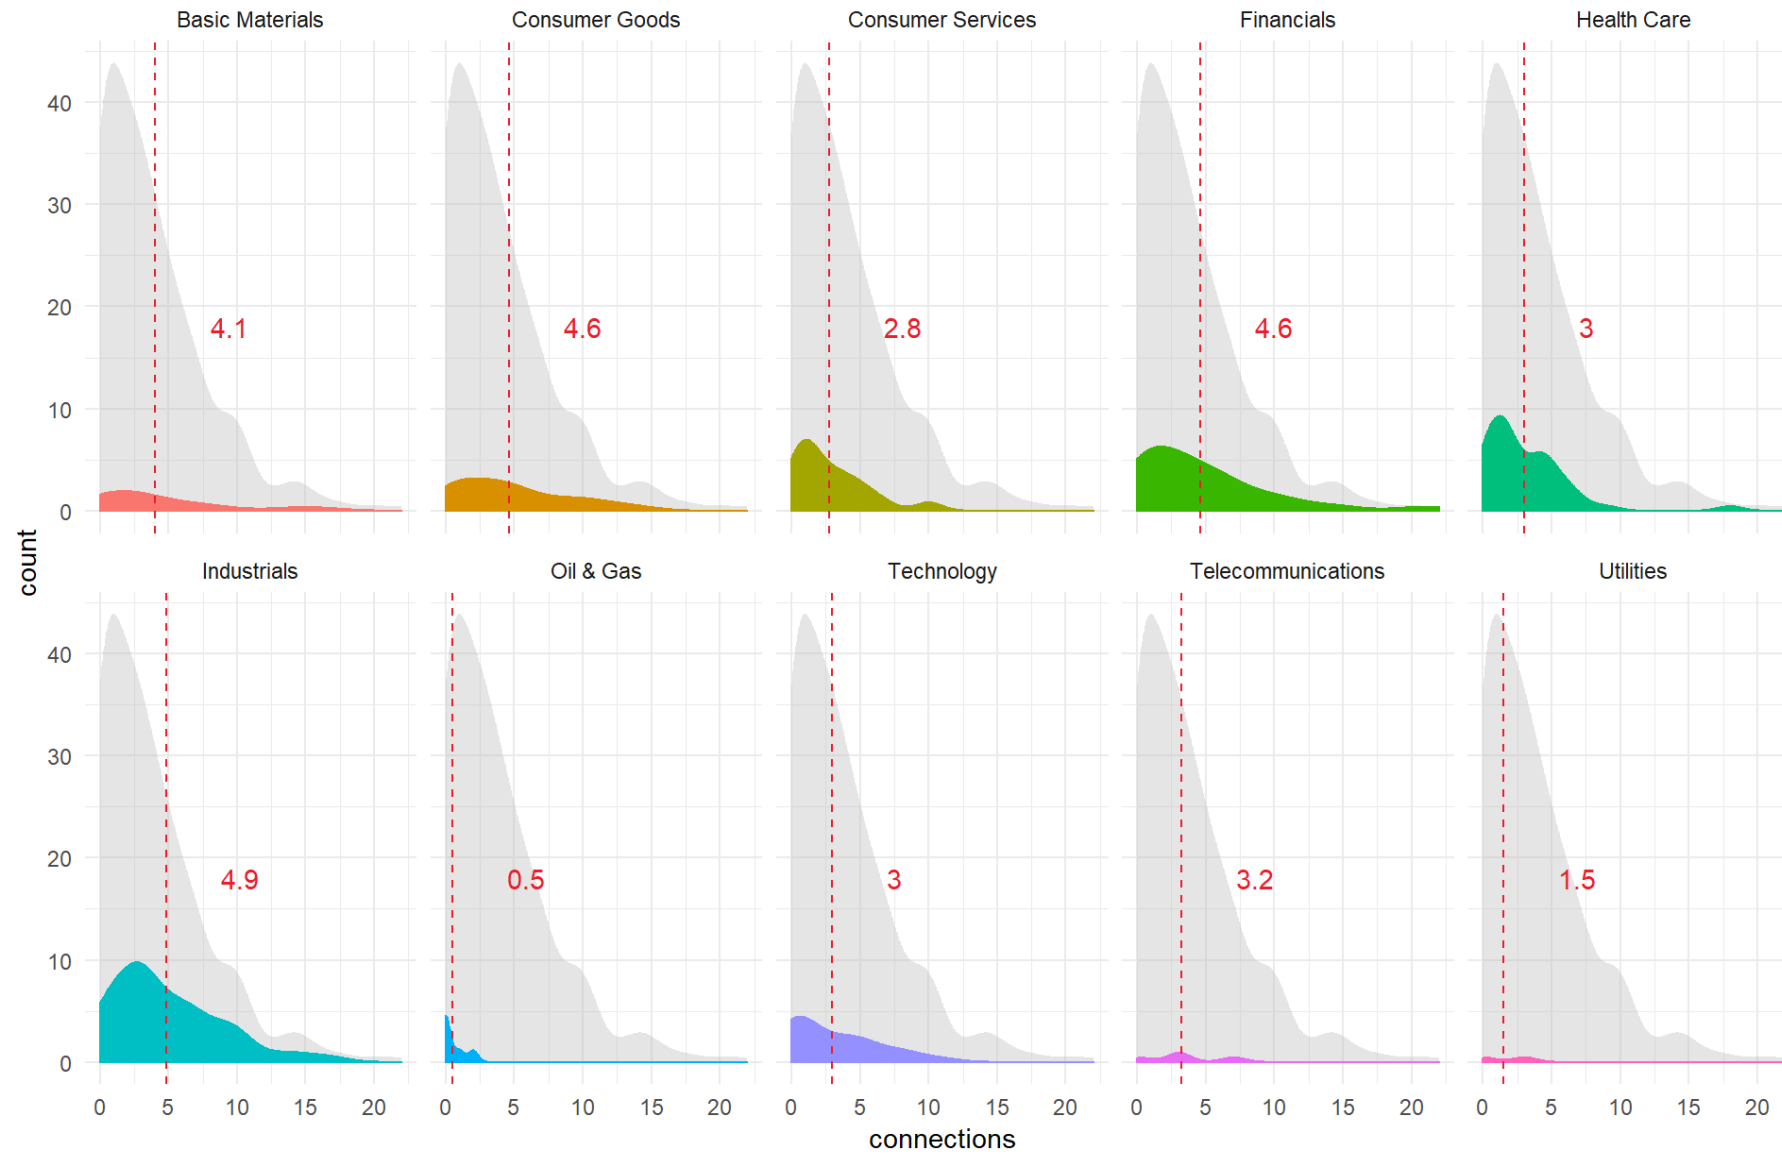 Basic Materials
Consumer Goods
Consumer Services
Financials
Health Care
40
30
20
10
0
4.1
4.6
2.8
4.6
3
count
Industrials
Oil & Gas
Technology
Telecommunications
Utilities
40
30
20
10
0
4.9
0.5
3
3.2
1.5
0 5 10 15 20
0 5 10 15 20
0 5 10 15 20
0 5 10 15 20
0 5 10 15 20
connections